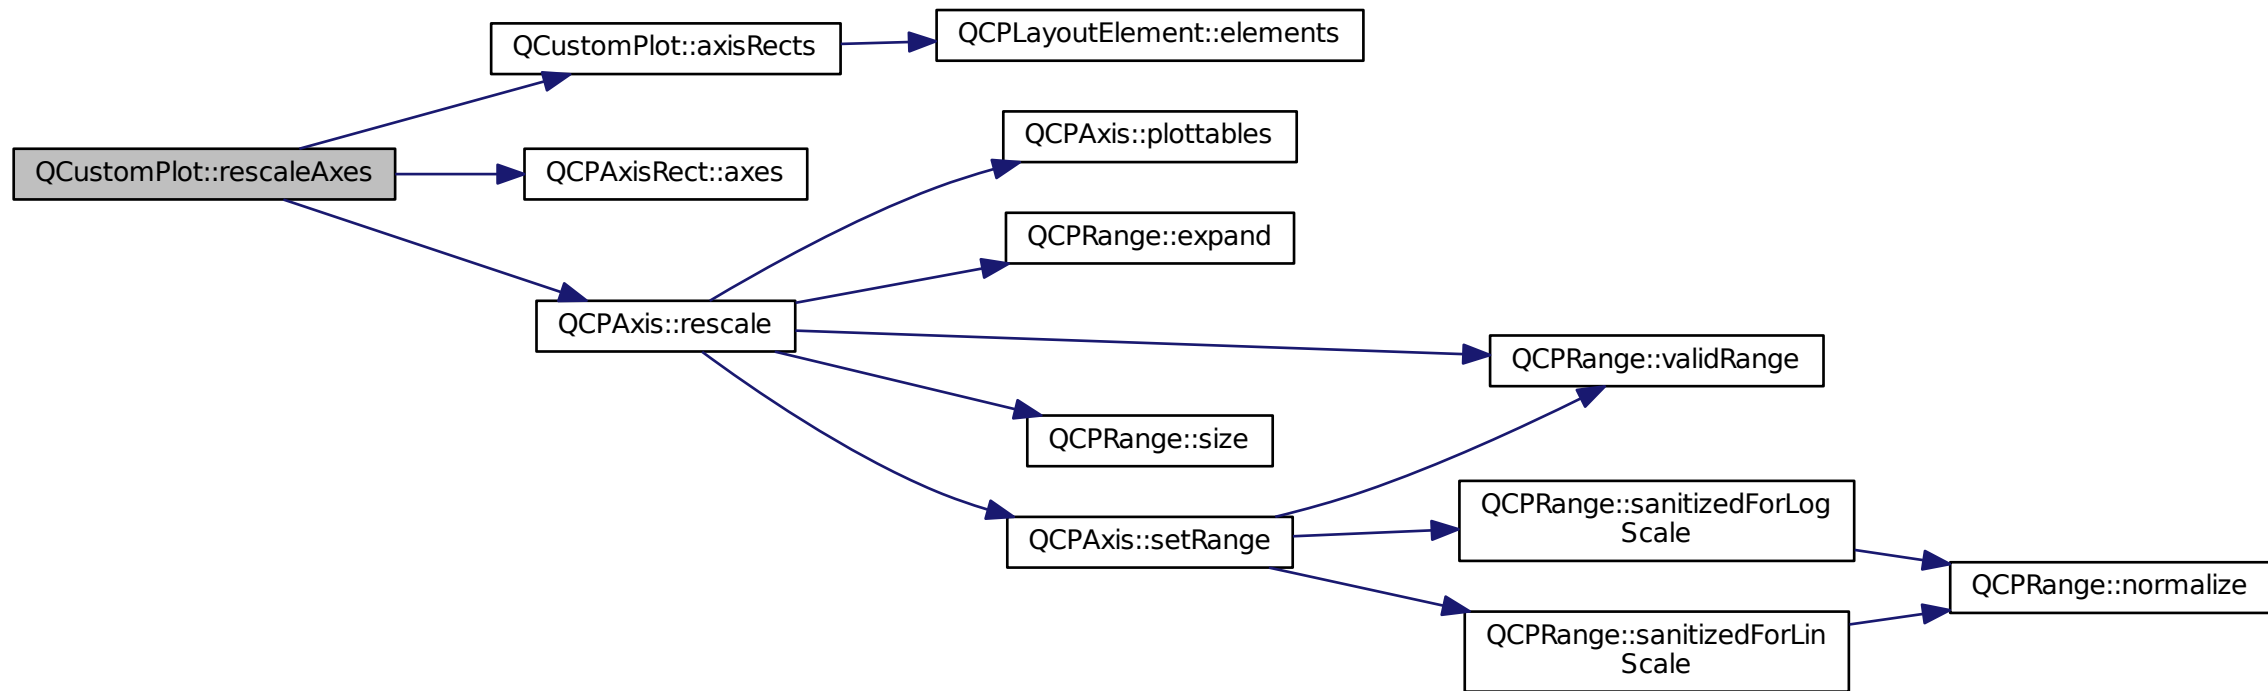 QCustomPlot::rescaleAxes
QCustomPlot::axisRects
QCPLayoutElement::elements
QCPAxisRect::axes
QCPAxis::rescale
QCPAxis::plottables
QCPRange::expand
QCPRange::validRange
QCPRange::size
QCPAxis::setRange
QCPRange::sanitizedForLog
Scale
QCPRange::sanitizedForLin
Scale
QCPRange::normalize